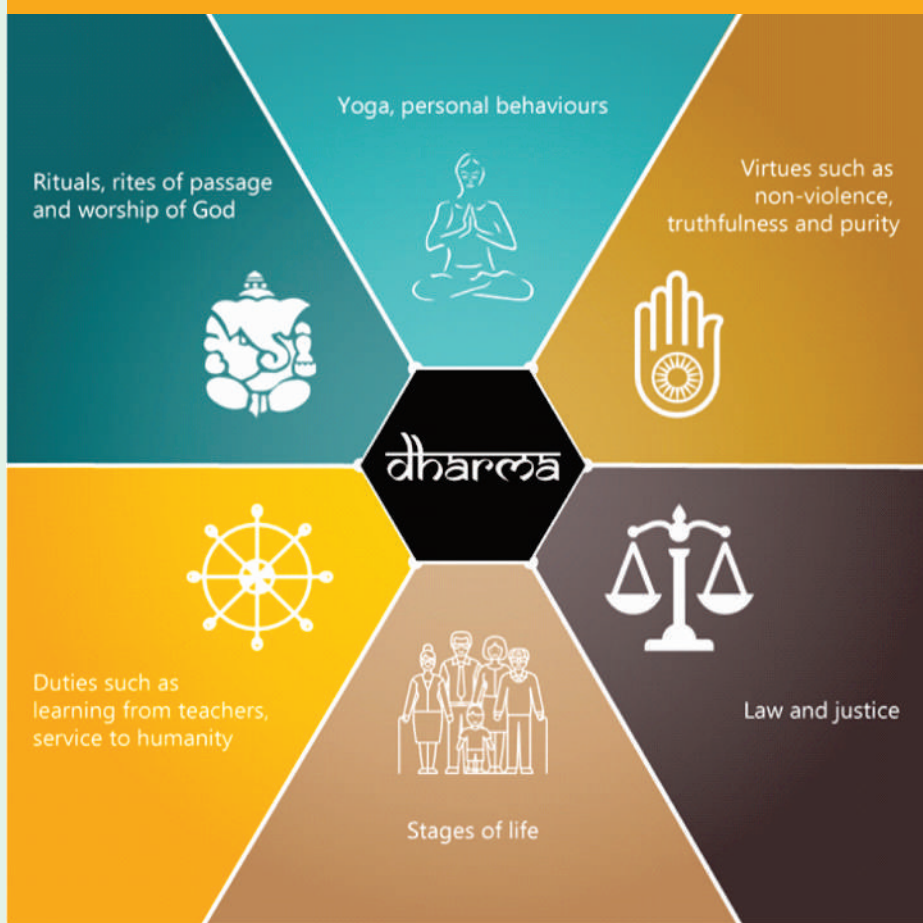 Yoga, personal behaviours
Rituals, rites of passage
and worship of God
Virtues such as
non-violence,
truthfulness and purity
dharma
Duties such as
learning from teachers,
service to humanity
Law and justice
Stages of life